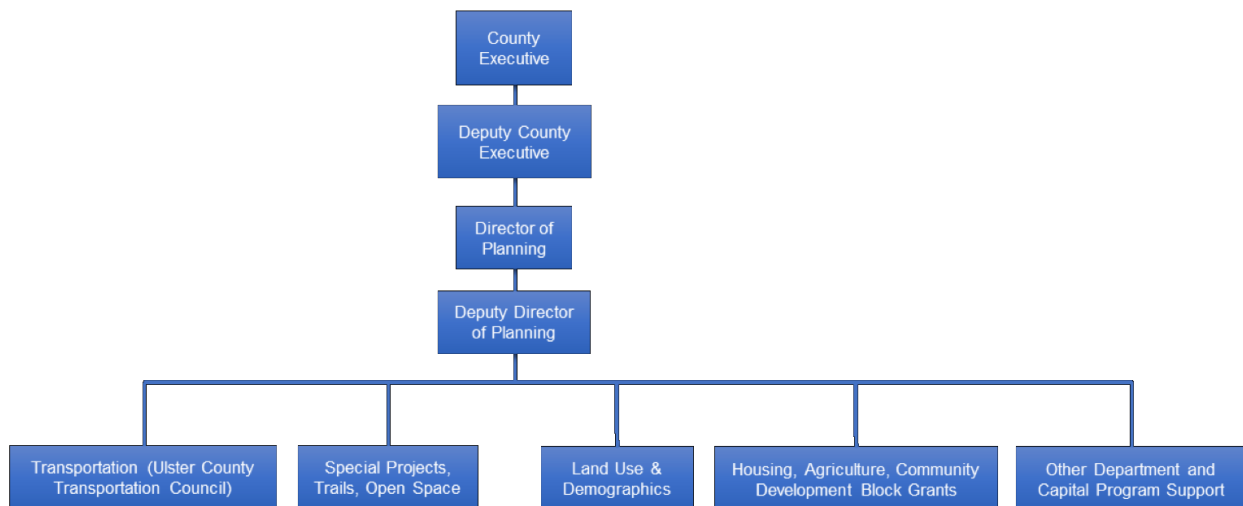 County
Executive
Deputy County
Executive
Director of
Planning
Deputy Director
of Planning
Transportation (Ulster County
Transportation Council)
Special Projects,
Trails, Open Space
Land Use &
Demographics
Housing, Agriculture, Community
Development Block Grants
Other Department and
Capital Program Support